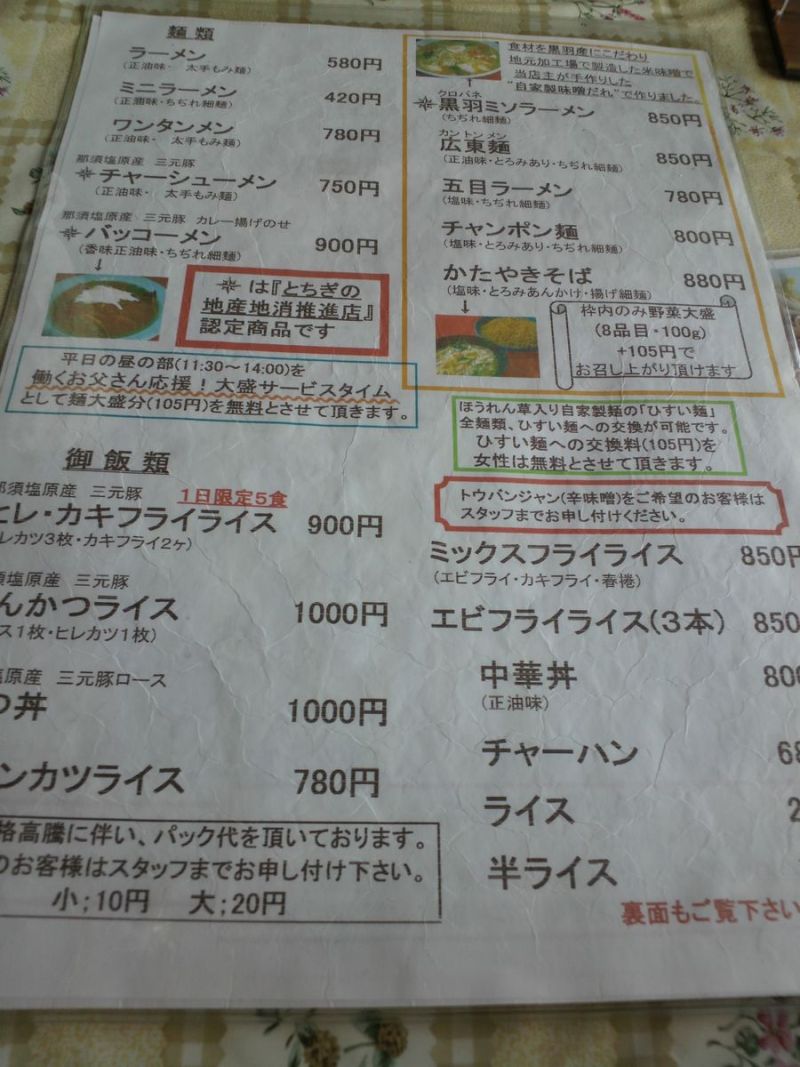 麺類
ラーメン 580円
(正油味・ 太手もみ麺)
ミニラーメン 420円
(正油味・ちぢれ細麺)
ワンタンメン 780円
(正油味・ 太手もみ麺)
那須塩原産 三元豚
チャーシューメン 750円
(正油味・ 太手もみ麺)
那須塩原産 三元豚 カレー揚げのせ
バッコーメン 900円
(香味正油味・ちぢれ細麺)
は『とちぎの
地産地消推進店』
認定商品です
平日の昼の部(11:30～14:00)を
働くお父さん応援！大盛サービスタイム
として麺大盛分(105円)を無料とさせて頂きます。
食材を黒羽産にこだわり
地元加工場で製造した米味噌で
当店主が手作りした
"自家製味噌だれ"で作りました。
クロバネ
黒羽ミソラーメン 850円
(ちぢれ細麺)
カントンメン
広東麺 850円
(正油味・とろみあり・ちぢれ細麺)
五目ラーメン 780円
(塩味・ちぢれ細麺)
チャンポン麺 800円
(塩味・とろみあり・ちぢれ細麺)
かたやきそば 880円
(塩味・とろみあんかけ・揚げ細麺)
枠内のみ野菜大盛
(8品目・100g)
+105円で
お召し上がり頂けます
ほうれん草入り自家製麺の「ひすい麺」
全麺類、ひすい麺への交換が可能です。
ひすい麺への交換料(105円)を
女性は無料とさせて頂きます。
トウバンジャン(辛味噌)をご希望のお客様は
スタッフまでお申し付けください。
御飯類
那須塩原産 三元豚 1日限定5食
ヒレ・カキフライライス 900円
レカツ3枚・カキフライ2ヶ)
須塩原産 三元豚
んかつライス 1000円
ス1枚・ヒレカツ1枚)
塩原産 三元豚ロース
つ丼 1000円
ンカツライス 780円
格高騰に伴い、パック代を頂いております。
のお客様はスタッフまでお申し付け下さい。
小;10円 大;20円
ミックスフライライス 850円
(エビフライ・カキフライ・春捲)
エビフライライス(3本) 850
中華丼 800
(正油味)
チャーハン 68
ライス 2
半ライス
裏面もご覧下さい